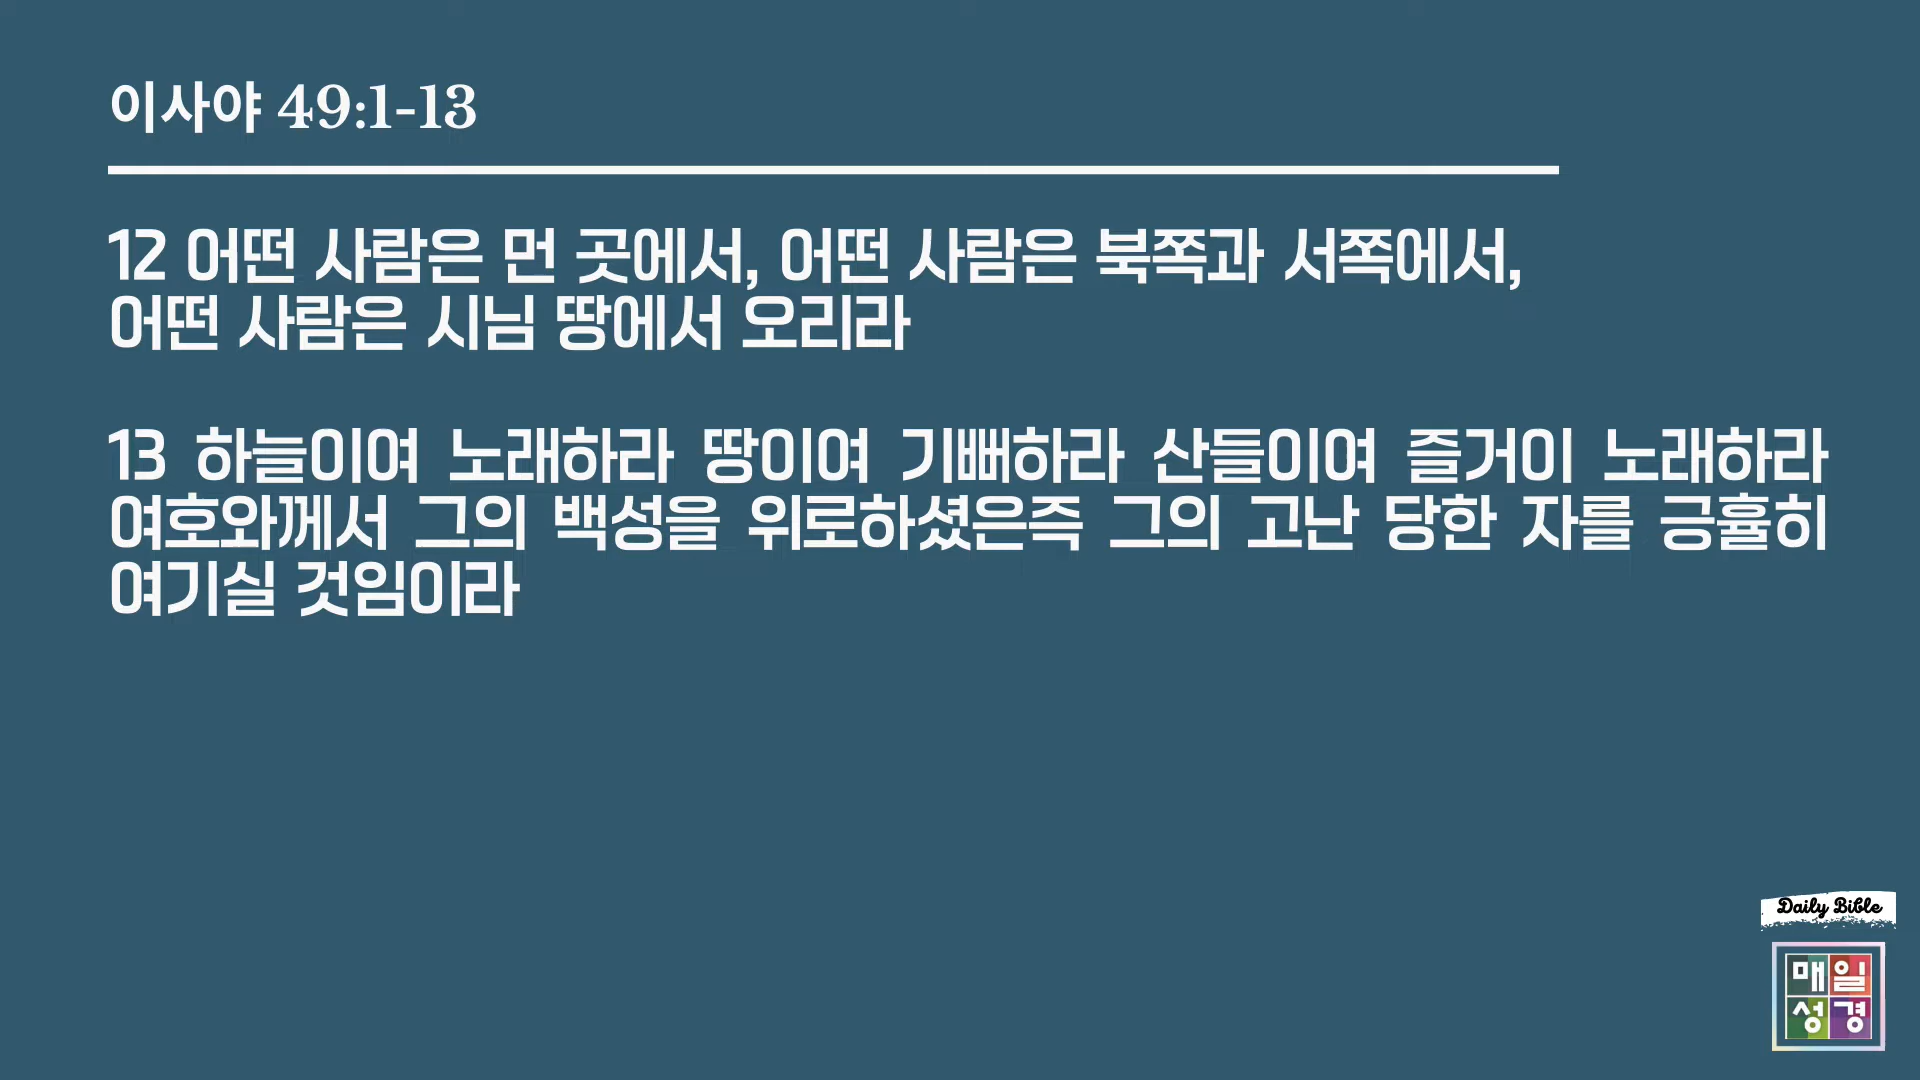 이사야 49:1-13
12 어떤 사람은 먼 곳에서, 어떤 사람은 북쪽과 서쪽에서,
어떤 사람은 시님 땅에서 오리라
13 하늘이여 노래하라 땅이여 기뻐하라 산들이여 즐거이 노래하라
여호와께서 그의 백성을 위로하셨은즉 그의 고난 당한 자를 긍휼히
여기실 것임이라
Daily Bible
매일
성경